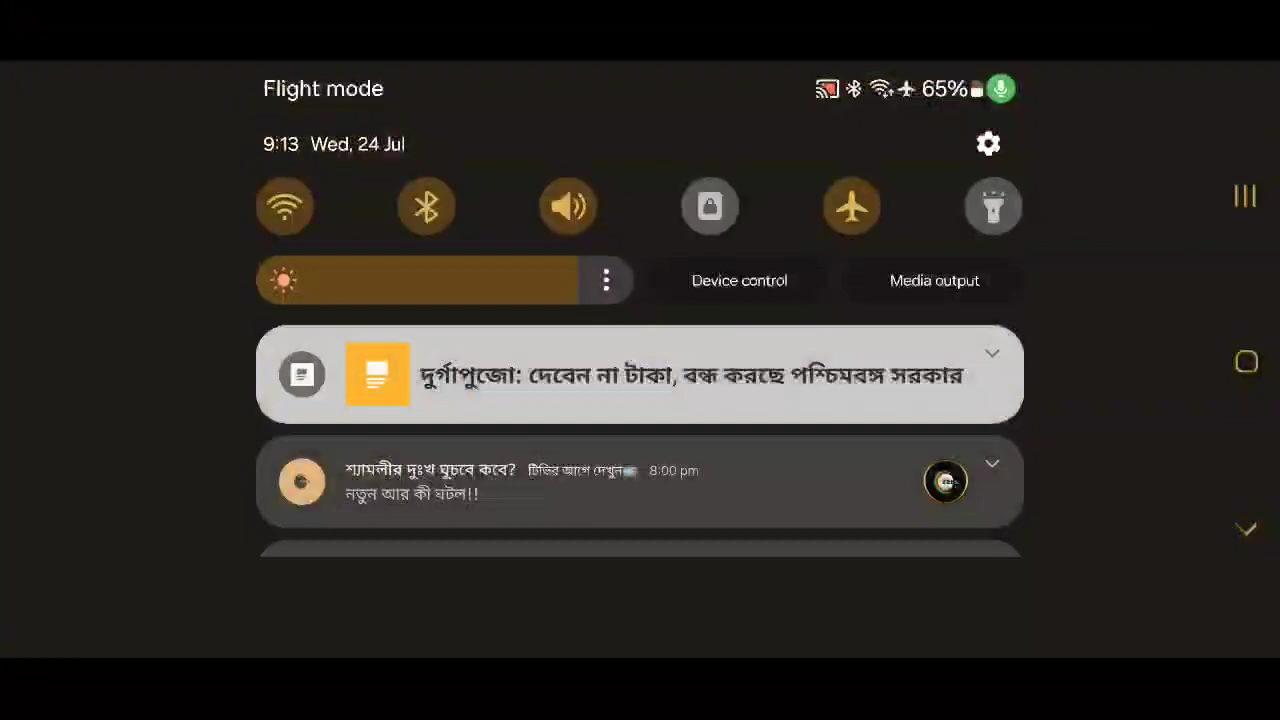 Flight mode
65%
9:13 Wed, 24 Jul
Device control
Media output
দুর্গাপুজো: দেবেন না টাকা, বন্ধ করছে পশ্চিমবঙ্গ সরকার
শ্যামলীর দুঃখ ঘুচবে কবে? টিভির আগে দেখুন 8:00 pm
নতুন আর কী ঘটল!!